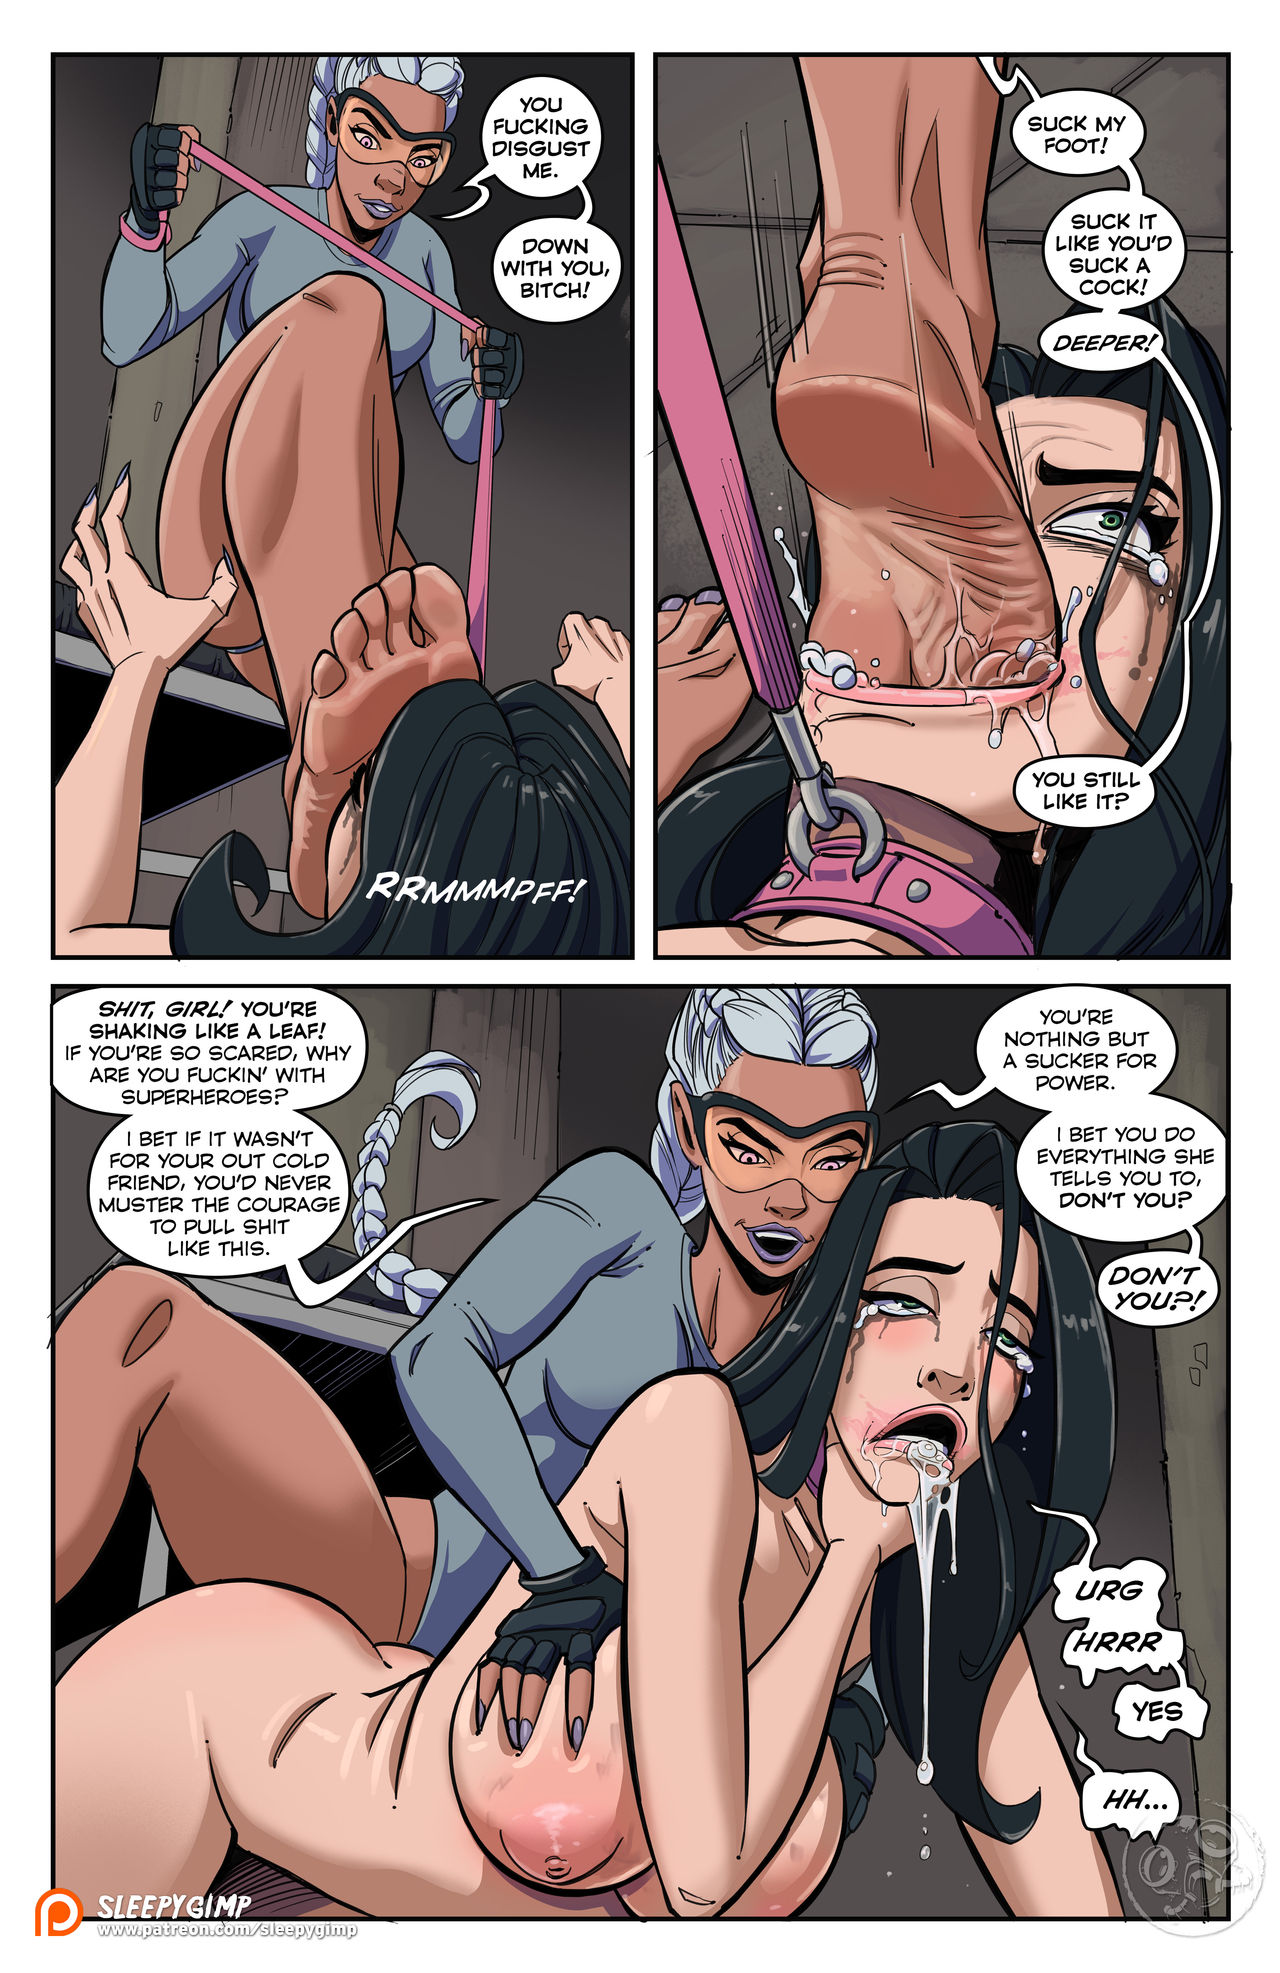 YOU
FUCKING
DISGUST
ME.
DOWN
WITH YOU,
BITCH!
RRMMMMPFF!
SUCK MY
FOOT!
SUCK IT
LIKE YOU'D
SUCK A
COCK!
DEEPER!
YOU STILL
LIKE IT?
SHIT, GIRL! YOU'RE
SHAKING LIKE A LEAF!
IF YOU'RE SO SCARED, WHY
ARE YOU FUCKIN' WITH
SUPERHEROES?
I BET IF IT WASN'T
FOR YOUR OUT COLD
FRIEND, YOU'D NEVER
MUSTER THE COURAGE
TO PULL SHIT
LIKE THIS.
YOU'RE
NOTHING BUT
A SUCKER FOR
POWER.
I BET YOU DO
EVERYTHING SHE
TELLS YOU TO,
DON'T YOU?
DON'T
YOU?!
URG
HRRR
YES
HH...
SLEEPYGIMP
www.patreon.com/sleepygimp